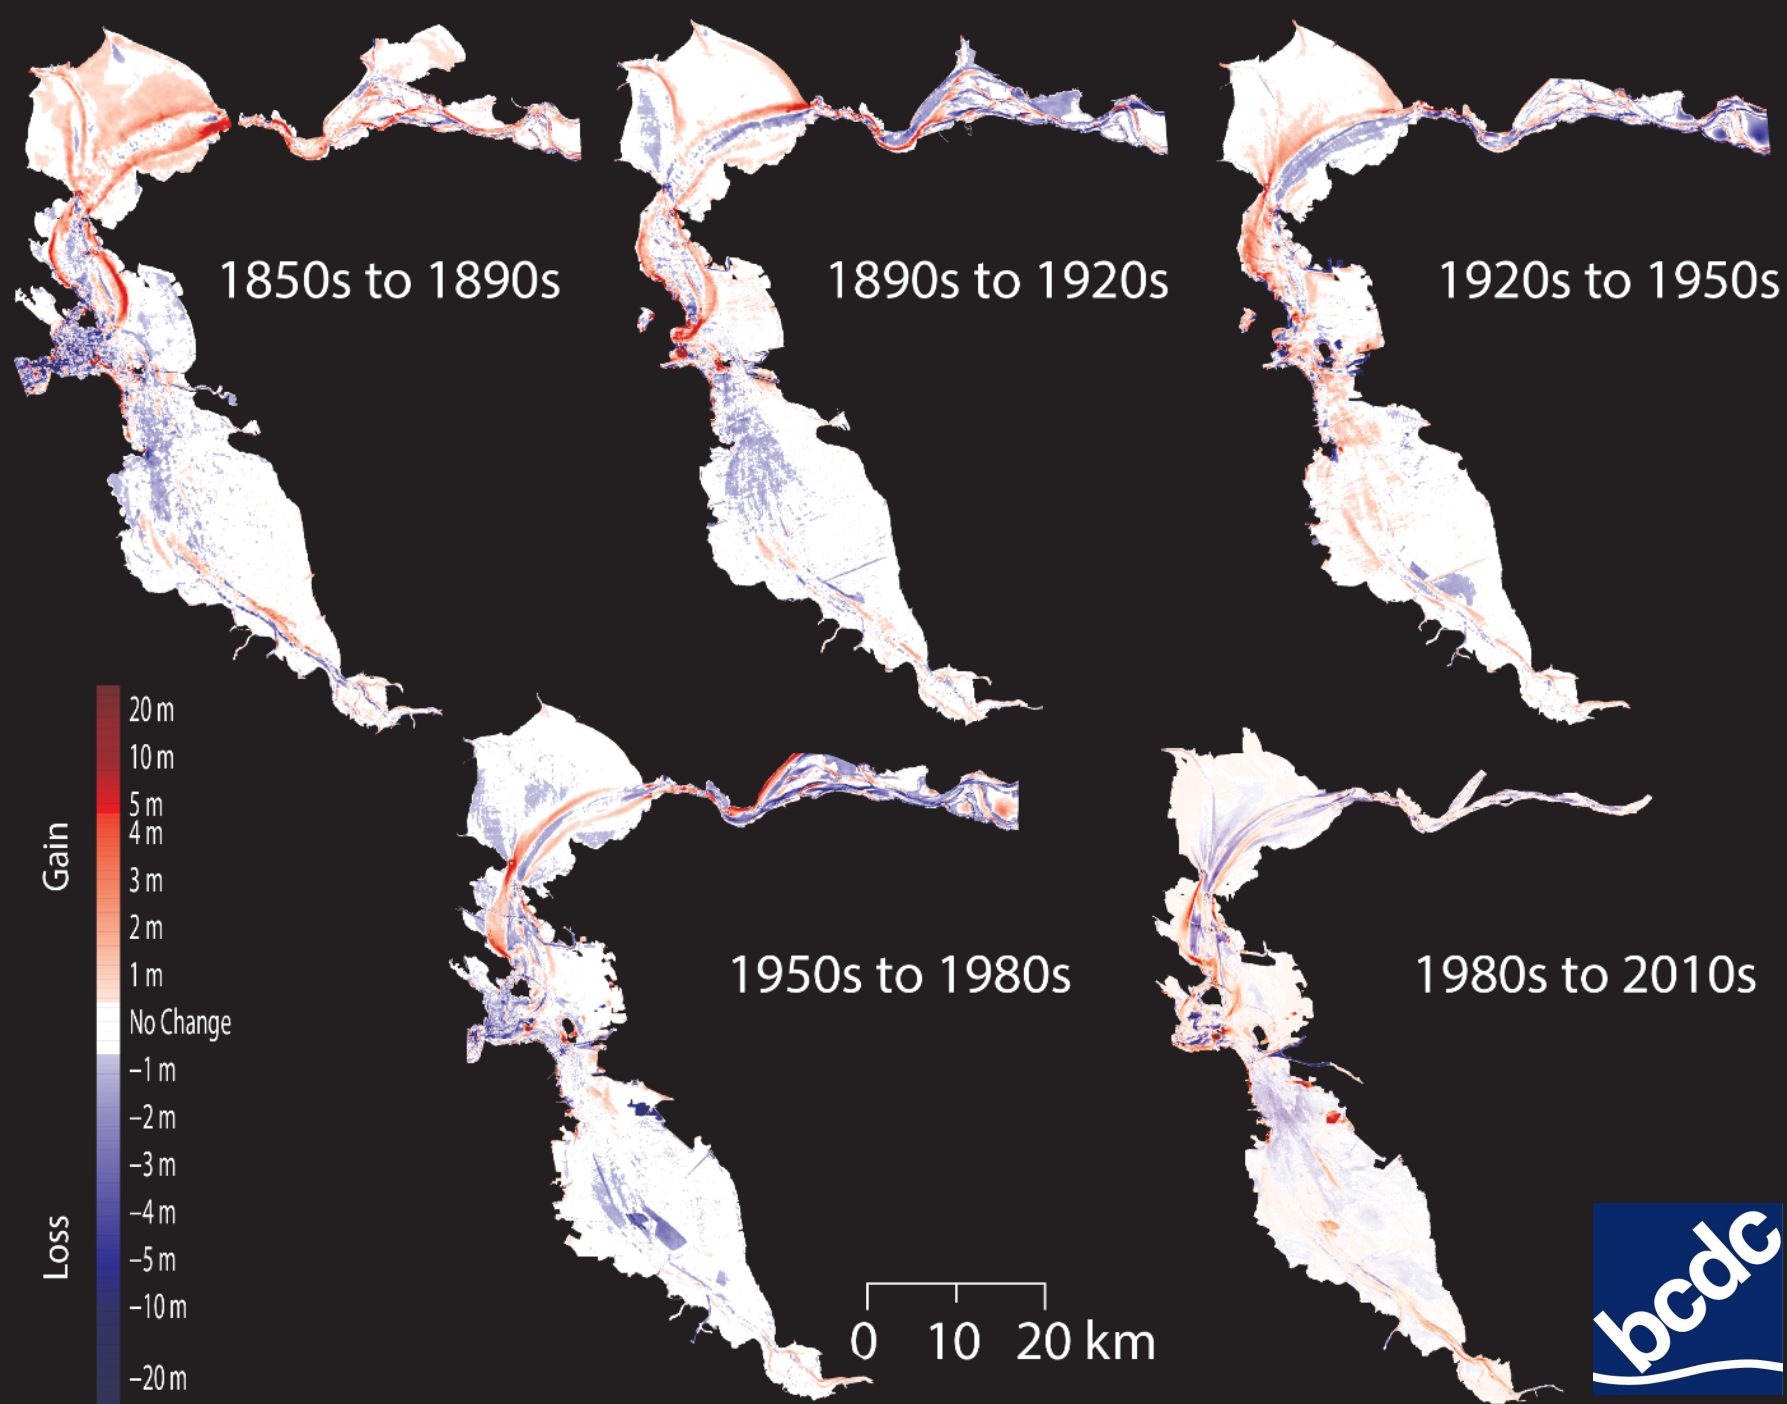 1850s to 1890s
1890s to 1920s
1920s to 1950s
1950s to 1980s
1980s to 2010s
Gain
Loss
20 m
10 m
5 m
4 m
3 m
2 m
1 m
No Change
−1 m
−2 m
−3 m
−4 m
−5 m
−10 m
−20 m
0 10 20 km
bcdc